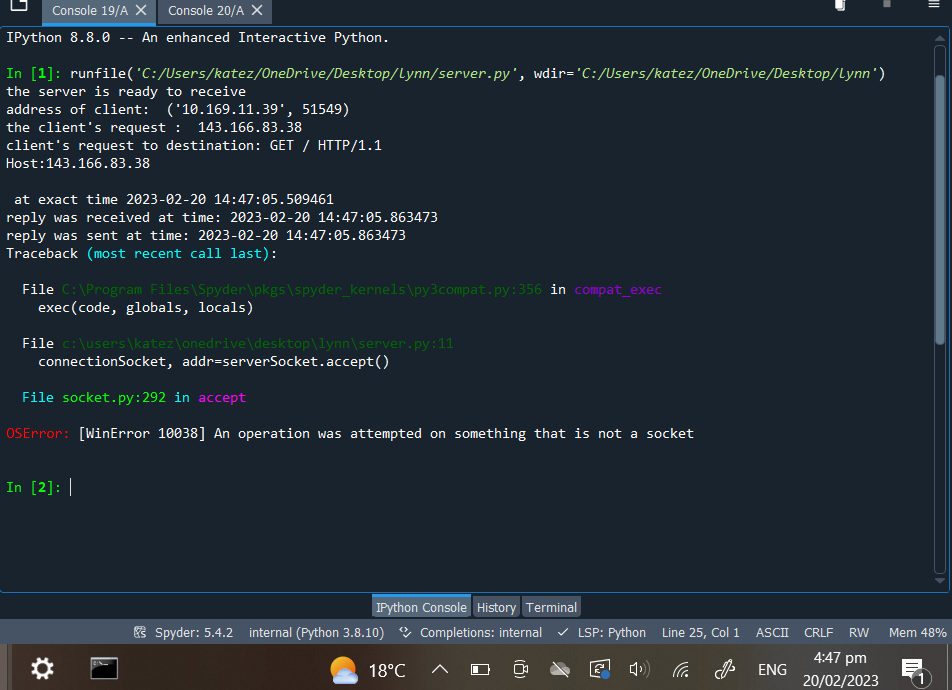 Console 19/A
Console 20/A
IPython 8.8.0 -- An enhanced Interactive Python.
In [1]: runfile('C:/Users/katez/OneDrive/Desktop/lynn/server.py', wdir='C:/Users/katez/OneDrive/Desktop/lynn')
the server is ready to receive
address of client:  ('10.169.11.39', 51549)
the client's request :  143.166.83.38
client's request to destination: GET / HTTP/1.1
Host:143.166.83.38
 at exact time 2023-02-20 14:47:05.509461
reply was received at time: 2023-02-20 14:47:05.863473
reply was sent at time: 2023-02-20 14:47:05.863473
Traceback (most recent call last):
  File C:\Program Files\Spyder\pkgs\spyder_kernels\py3compat.py:356 in compat_exec
    exec(code, globals, locals)
  File c:\users\katez\onedrive\desktop\lynn\server.py:11
    connectionSocket, addr=serverSocket.accept()
  File socket.py:292 in accept
OSError: [WinError 10038] An operation was attempted on something that is not a socket
In [2]:
IPython Console History Terminal
Spyder: 5.4.2 internal (Python 3.8.10) Completions: internal LSP: Python Line 25, Col 1 ASCII CRLF RW Mem 48%
18°C ENG 4:47 pm
20/02/2023 1